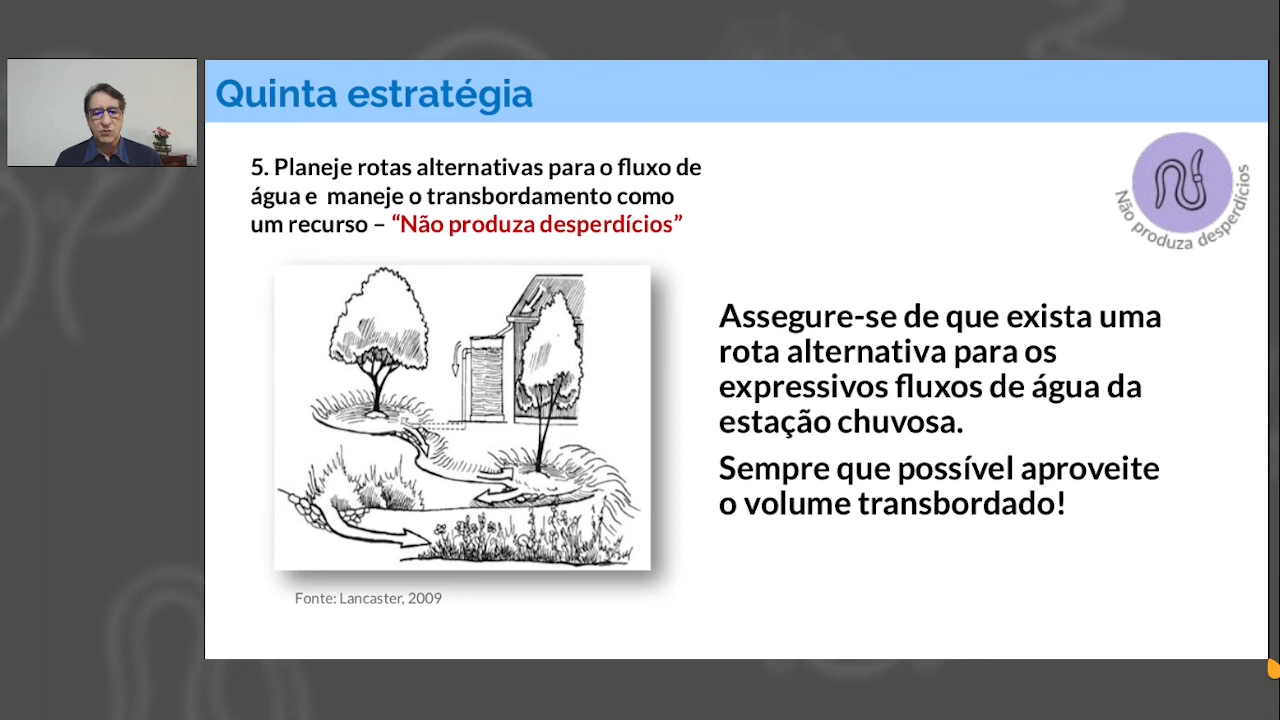 Quinta estratégia
5. Planeje rotas alternativas para o fluxo de
água e maneje o transbordamento como
um recurso – “Não produza desperdícios”
Não produza desperdícios
Assegure-se de que exista uma
rota alternativa para os
expressivos fluxos de água da
estação chuvosa.
Sempre que possível aproveite
o volume transbordado!
Fonte: Lancaster, 2009